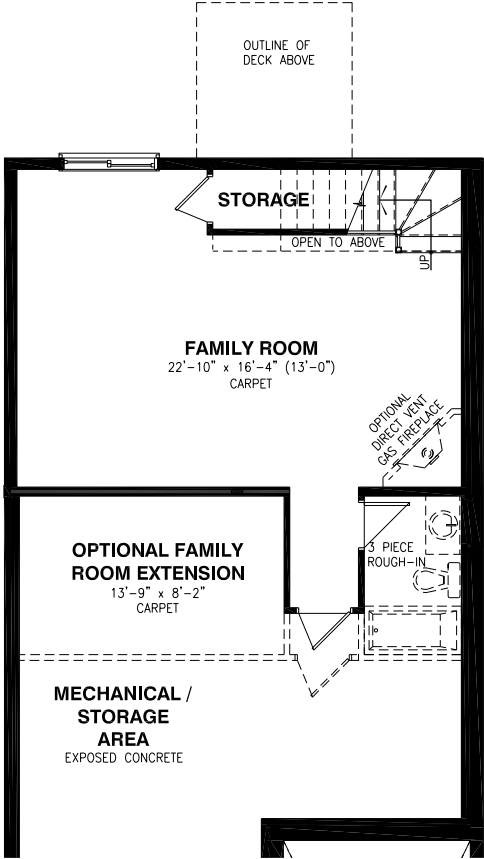 OUTLINE OF
DECK ABOVE
STORAGE
OPEN TO ABOVE
UP
FAMILY ROOM
22'-10" x 16'-4" (13'-0")
CARPET
OPTIONAL
DIRECT VENT
GAS FIREPLACE
OPTIONAL FAMILY
ROOM EXTENSION
13'-9" x 8'-2"
CARPET
3 PIECE
ROUGH-IN
MECHANICAL /
STORAGE
AREA
EXPOSED CONCRETE